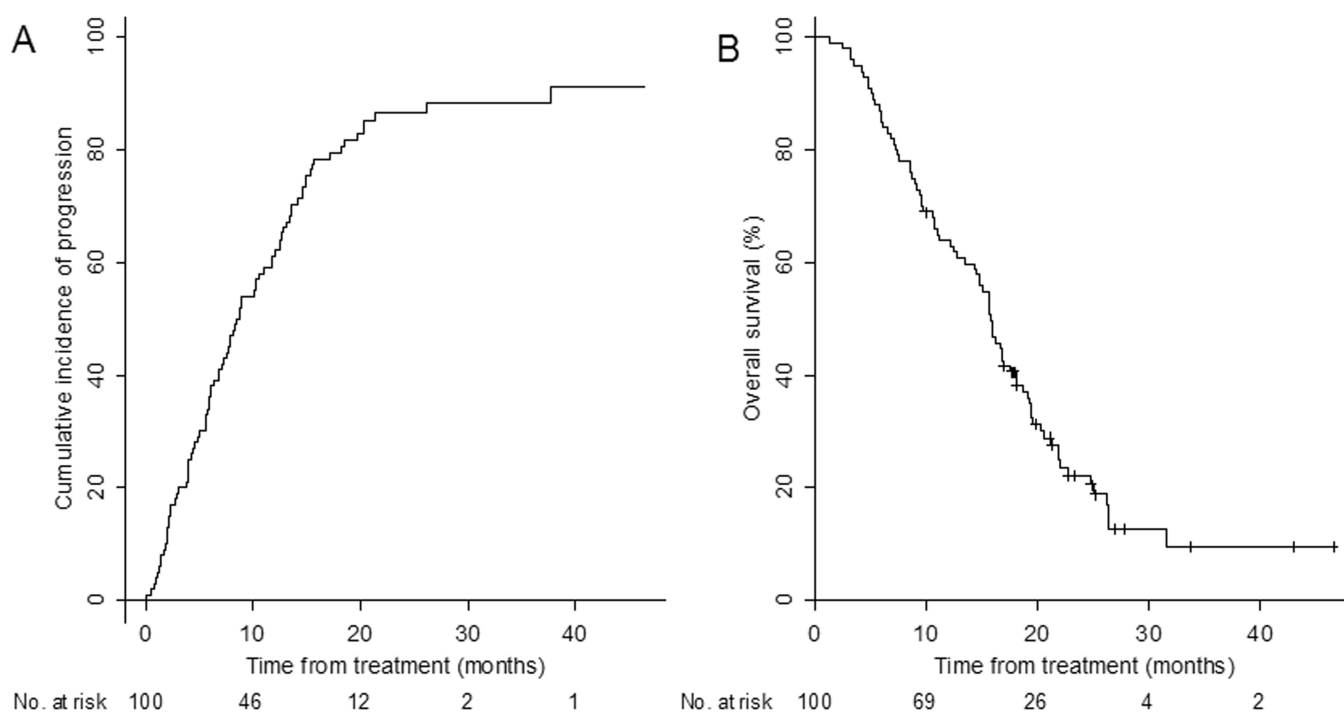 A
Cumulative incidence of progression
100
80
60
40
20
0
0 10 20 30 40
Time from treatment (months)
No. at risk 100 46 12 2 1
B
Overall survival (%)
100
80
60
40
20
0
0 10 20 30 40
Time from treatment (months)
No. at risk 100 69 26 4 2